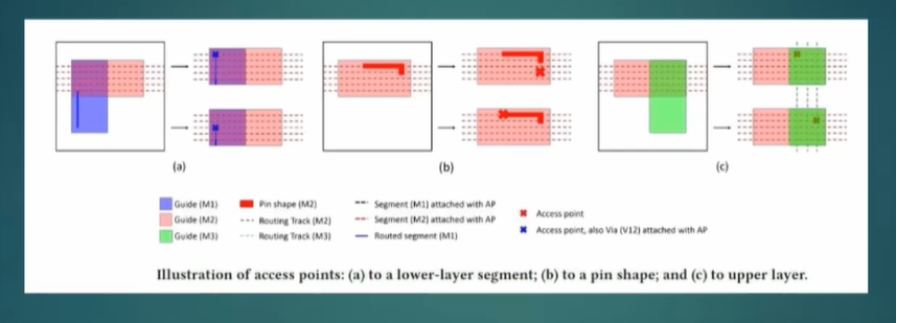 (a)
(b)
(c)
Guide (M1)
Guide (M2)
Guide (M3)
Pin shape (M2)
Routing Track (M2)
Routing Track (M3)
Segment (M1) attached with AP
Segment (M2) attached with AP
Routed segment (M1)
Access point
Access point, also Via (V12) attached with AP
Illustration of access points: (a) to a lower-layer segment; (b) to a pin shape; and (c) to upper layer.